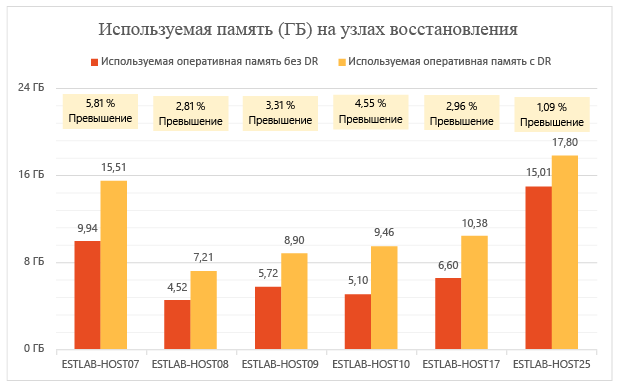 Используемая память (ГБ) на узлах восстановления
Используемая оперативная память без DR
Используемая оперативная память с DR
24 ГБ
16 ГБ
8 ГБ
0 ГБ
5,81 %
Превышение
2,81 %
Превышение
3,31 %
Превышение
4,55 %
Превышение
2,96 %
Превышение
1,09 %
Превышение
9,94
15,51
4,52
7,21
5,72
8,90
5,10
9,46
6,60
10,38
15,01
17,80
ESTLAB-HOST07
ESTLAB-HOST08
ESTLAB-HOST09
ESTLAB-HOST10
ESTLAB-HOST17
ESTLAB-HOST25